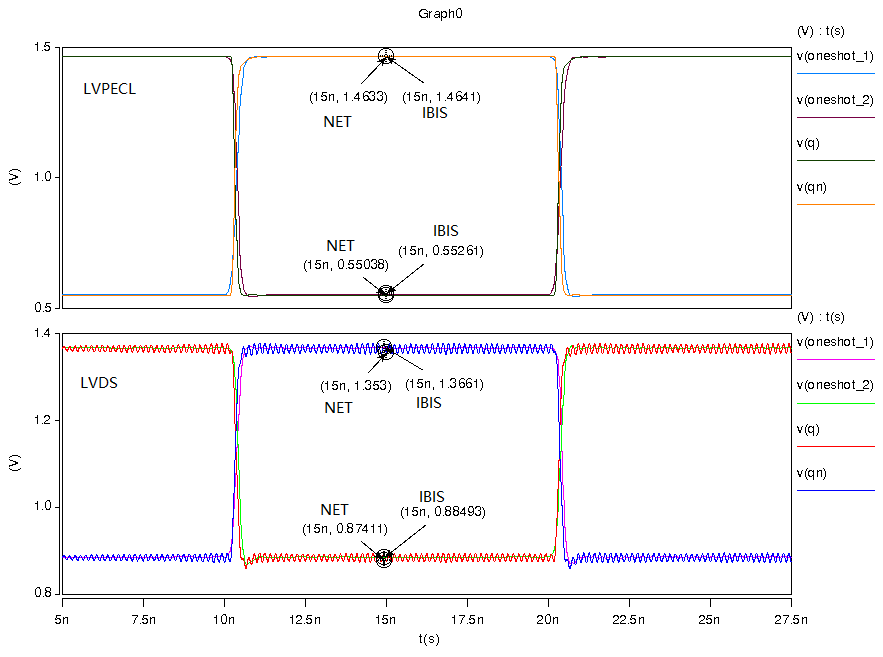 Graph0
(V) : t(s)
v(oneshot_1)
v(oneshot_2)
v(q)
v(qn)
1.5
1.0
0.5
(V)
LVPECL
(15n, 1.4633) (15n, 1.4641)
NET IBIS
NET IBIS
(15n, 0.55038) (15n, 0.55261)
(V) : t(s)
v(oneshot_1)
v(oneshot_2)
v(q)
v(qn)
1.4
1.2
1.0
0.8
(V)
LVDS
(15n, 1.353) (15n, 1.3661)
NET IBIS
NET IBIS
(15n, 0.87411) (15n, 0.88493)
5n 7.5n 10n 12.5n 15n 17.5n 20n 22.5n 25n 27.5n
t(s)